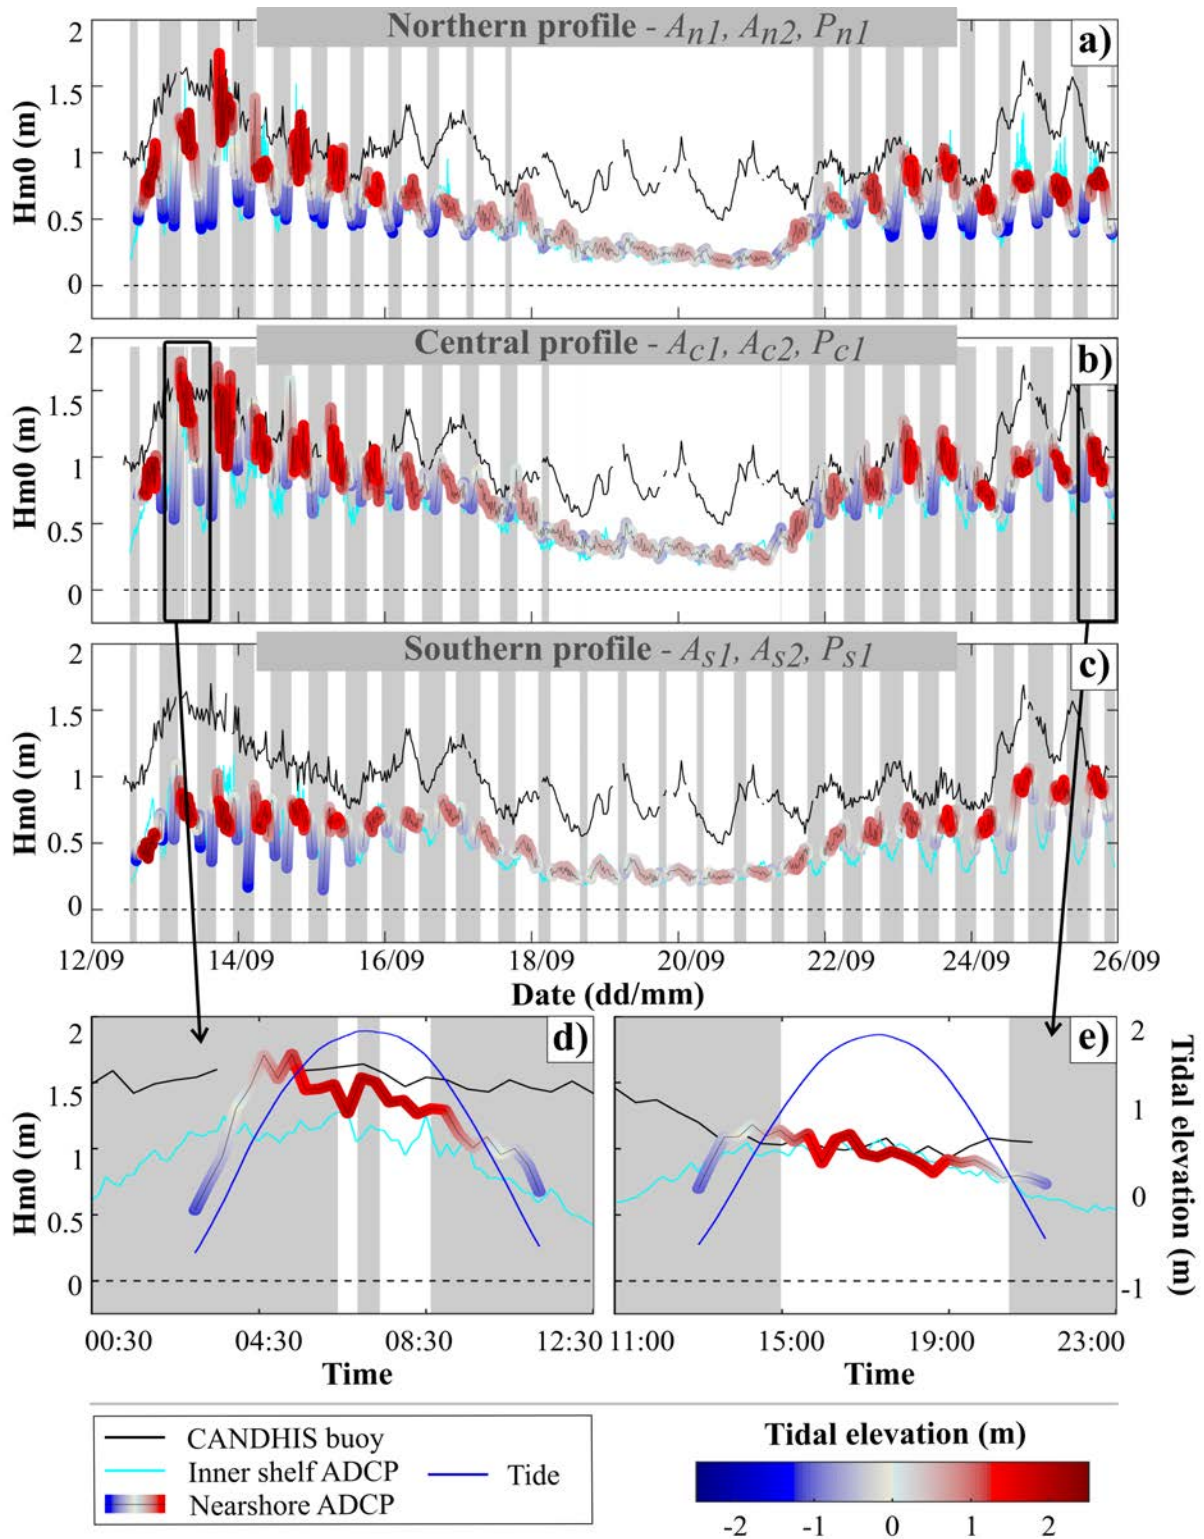 Northern profile - An1, An2, Pn1
a)
2
1.5
1
0.5
0
Hm0 (m)
Central profile - Ac1, Ac2, Pc1
b)
2
1.5
1
0.5
0
Hm0 (m)
Southern profile - As1, As2, Ps1
c)
1.5
1
0.5
0
Hm0 (m)
12/09 14/09 16/09 18/09 20/09 22/09 24/09 26/09
Date (dd/mm)
d)
2
1.5
1
0.5
0
Hm0 (m)
00:30 04:30 08:30 12:30
Time
e)
2
1
0
-1
Tidal elevation (m)
11:00 15:00 19:00 23:00
Time
CANDHIS buoy
Inner shelf ADCP
Nearshore ADCP
Tide
Tidal elevation (m)
-2 -1 0 1 2